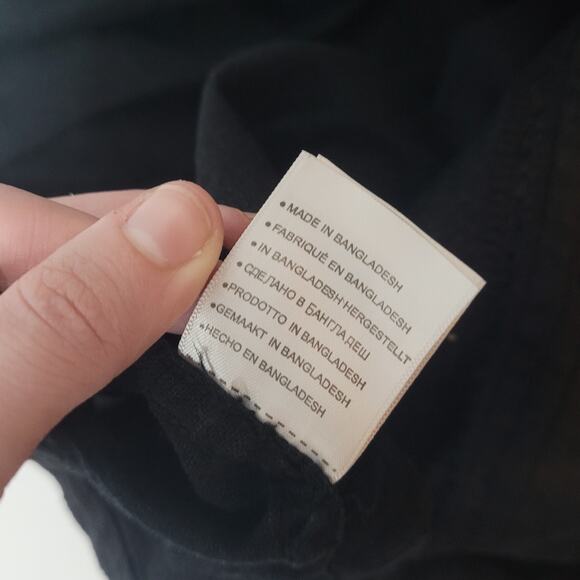 • MADE IN BANGLADESH
• FABRIQUÉ EN BANGLADESH
• IN BANGLADESH HERGESTELLT
• СДЕЛАНО В БАНГЛАДЕШ
• PRODOTTO IN BANGLADESH
• GEMAAKT IN BANGLADESH
• HECHO EN BANGLADESH